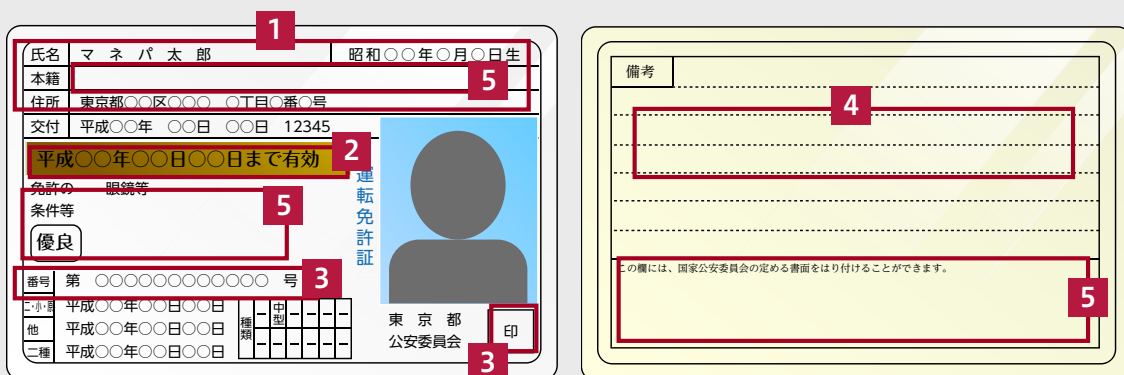 1
氏名 マネパ太郎 昭和○○年○月○日生
本籍 5
住所 東京都○○区○○○ ○丁目○番○号
交付 平成○○年 ○○日 ○○日 12345
平成○○年○○日○○日まで有効 2
免許の 眼鏡等
条件等 5
優良
運転免許証
番号 第 ○○○○○○○○○○○○ 号 3
二・小・原 平成○○年○○日○○日
他 平成○○年○○日○○日
二種 平成○○年○○日○○日
種類 中型
東京都
公安委員会
印
3
備考
4
この欄には、国家公安委員会の定める書面をはり付けることができます。
5